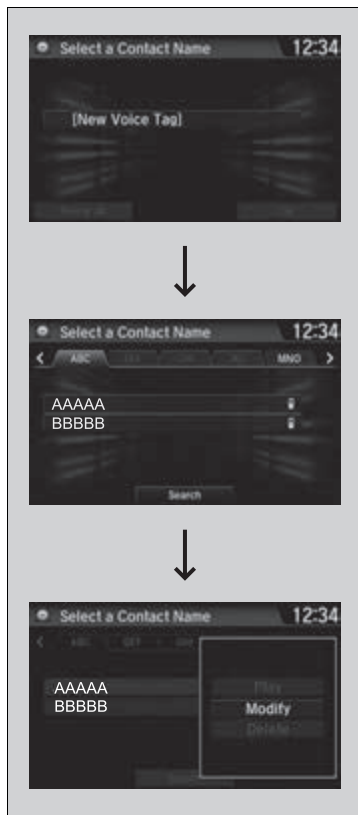 Select a Contact Name 12:34
[New Voice Tag]
Select a Contact Name 12:34
ABC MNO
AAAAA
BBBBB
Search
Select a Contact Name 12:34
ABC DEF GHI
AAAAA
BBBBB
Play
Modify
Delete